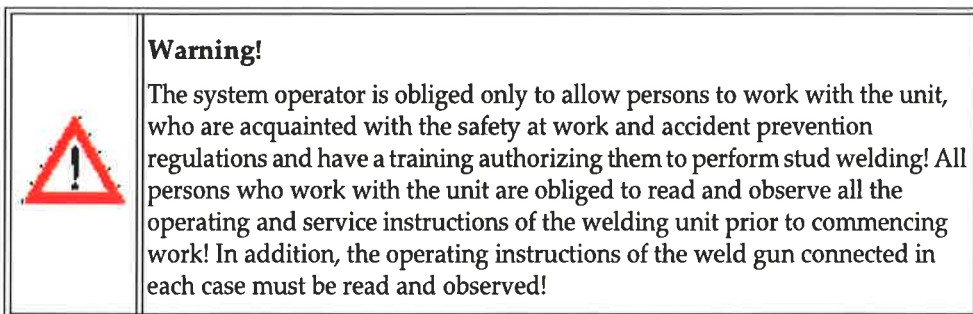 Warning!
The system operator is obliged only to allow persons to work with the unit,
who are acquainted with the safety at work and accident prevention
regulations and have a training authorizing them to perform stud welding! All
persons who work with the unit are obliged to read and observe all the
operating and service instructions of the welding unit prior to commencing
work! In addition, the operating instructions of the weld gun connected in
each case must be read and observed!